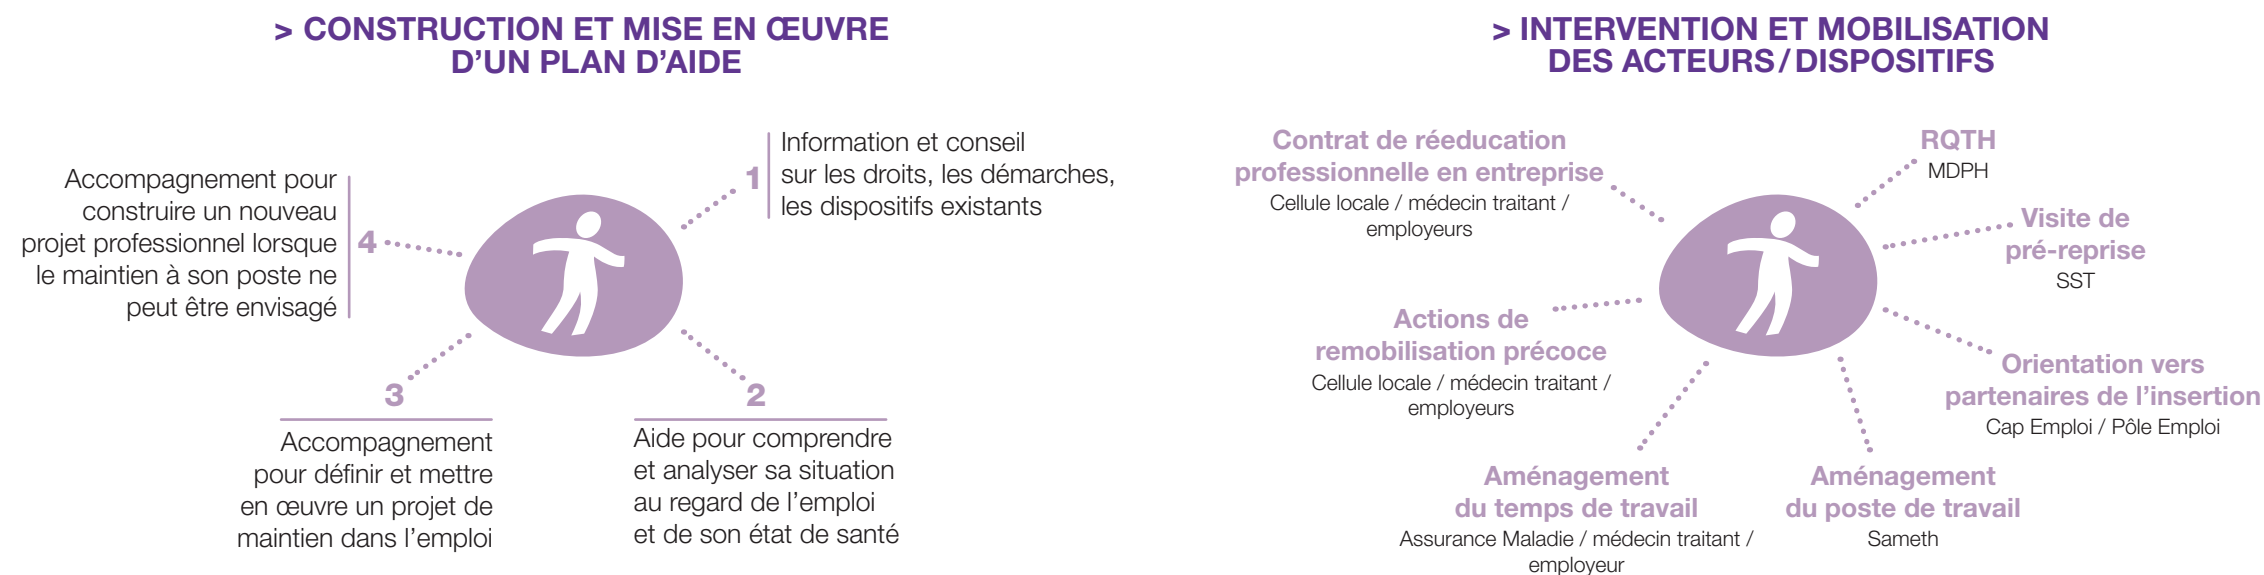 > CONSTRUCTION ET MISE EN ŒUVRE
D’UN PLAN D’AIDE
1
Information et conseil
sur les droits, les démarches,
les dispositifs existants
2
Aide pour comprendre
et analyser sa situation
au regard de l’emploi
et de son état de santé
3
Accompagnement
pour définir et mettre
en œuvre un projet de
maintien dans l’emploi
4
Accompagnement pour
construire un nouveau
projet professionnel lorsque
le maintien à son poste ne
peut être envisagé
> INTERVENTION ET MOBILISATION
DES ACTEURS / DISPOSITIFS
RQTH
MDPH
Visite de
pré-reprise
SST
Orientation vers
partenaires de l’insertion
Cap Emploi / Pôle Emploi
Aménagement
du poste de travail
Sameth
Aménagement
du temps de travail
Assurance Maladie / médecin traitant /
employeur
Actions de
remobilisation précoce
Cellule locale / médecin traitant /
employeurs
Contrat de réeducation
professionnelle en entreprise
Cellule locale / médecin traitant /
employeurs